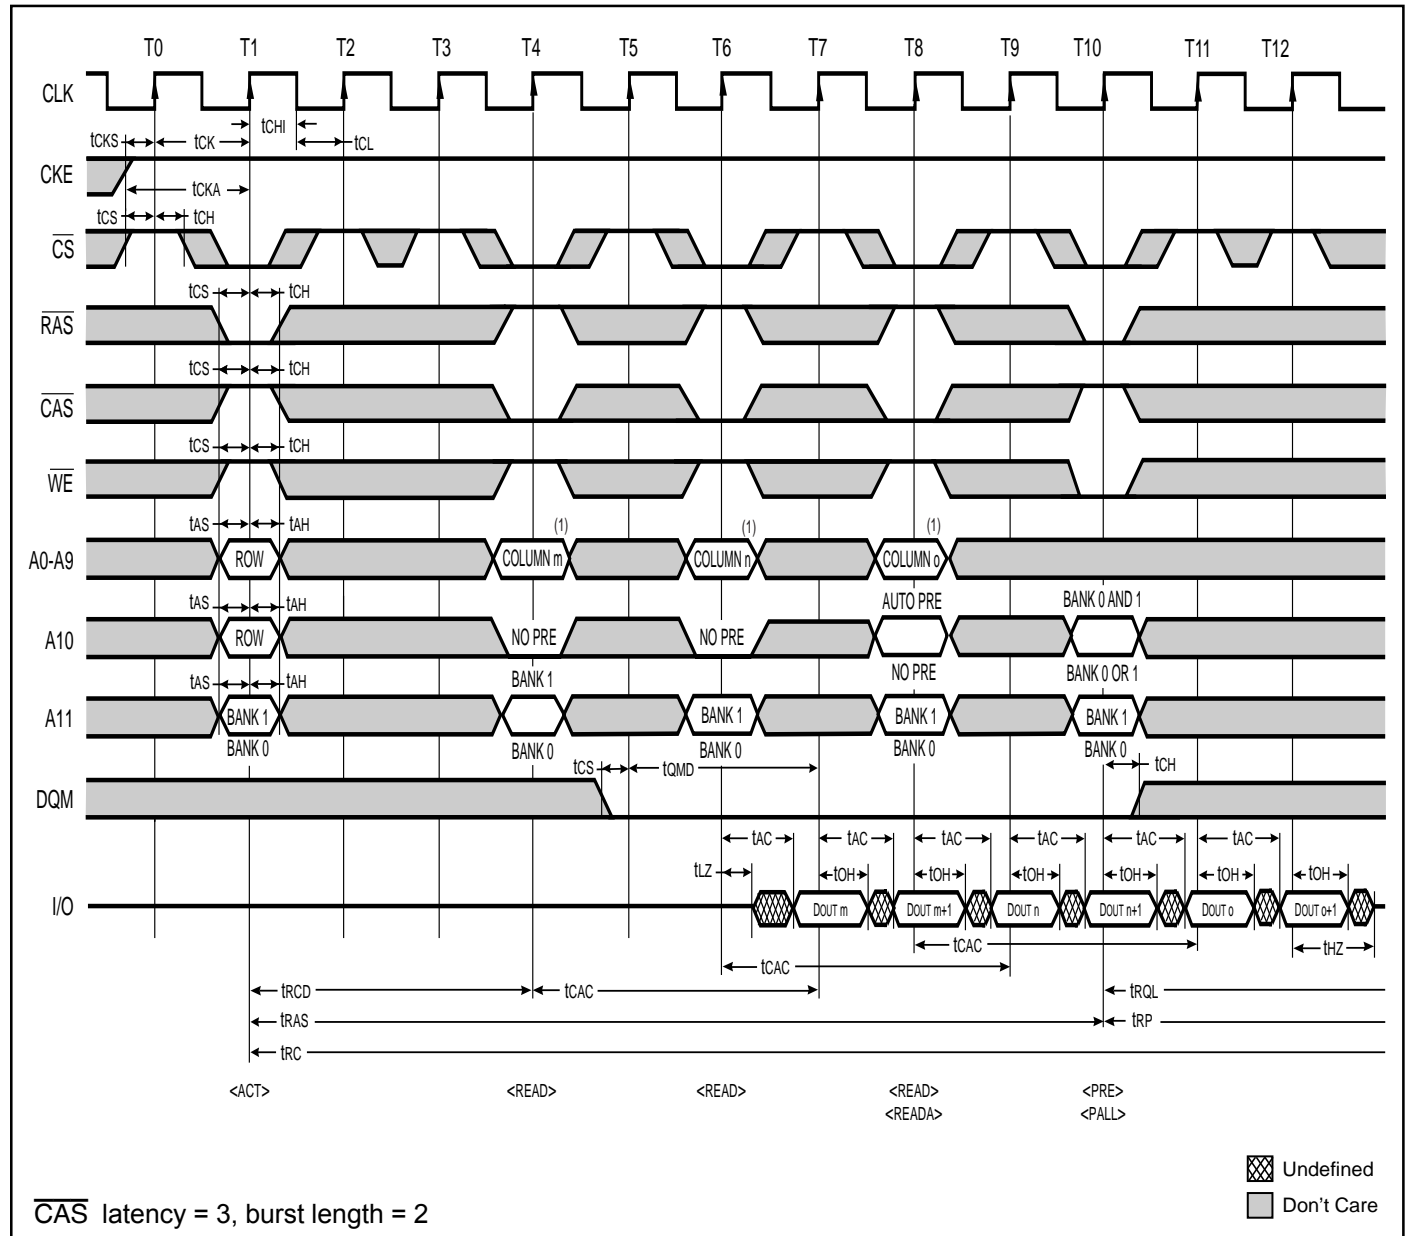 T0 T1 T2 T3 T4 T5 T6 T7 T8 T9 T10 T11 T12
CLK
tCHI
tCKS tCK tCL
CKE
tCKA
tCS tCH
CS
tCS tCH
RAS
tCS tCH
CAS
tCS tCH
WE
tAS tAH (1) (1) (1)
A0-A9 ROW COLUMN m COLUMN n COLUMN o
tAS tAH AUTO PRE BANK 0 AND 1
A10 ROW NO PRE NO PRE
tAS tAH BANK 1 NO PRE BANK 0 OR 1
A11 BANK 1 BANK 1 BANK 1 BANK 1
BANK 0 BANK 0 BANK 0 BANK 0 BANK 0
tCS tQMD tCH
DQM
tAC tAC tAC tAC tAC tAC
tLZ tOH tOH tOH tOH tOH tOH
I/O DOUT m DOUT m+1 DOUT n DOUT n+1 DOUT o DOUT o+1
tCAC tHZ
tCAC
tRCD tCAC tRQL
tRAS tRP
tRC
<ACT> <READ> <READ> <READ> <PRE>
<READA> <PALL>
Undefined
Don't Care
CAS latency = 3, burst length = 2